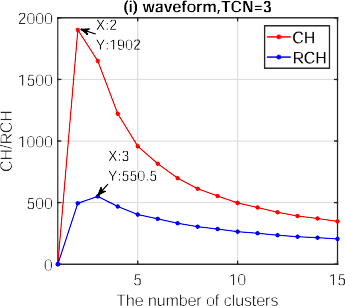 (i) waveform,TCN=3
2000
1500
1000
500
0
CH/RCH
X:2
Y:1902
X:3
Y:550.5
CH
RCH
5
10
15
The number of clusters